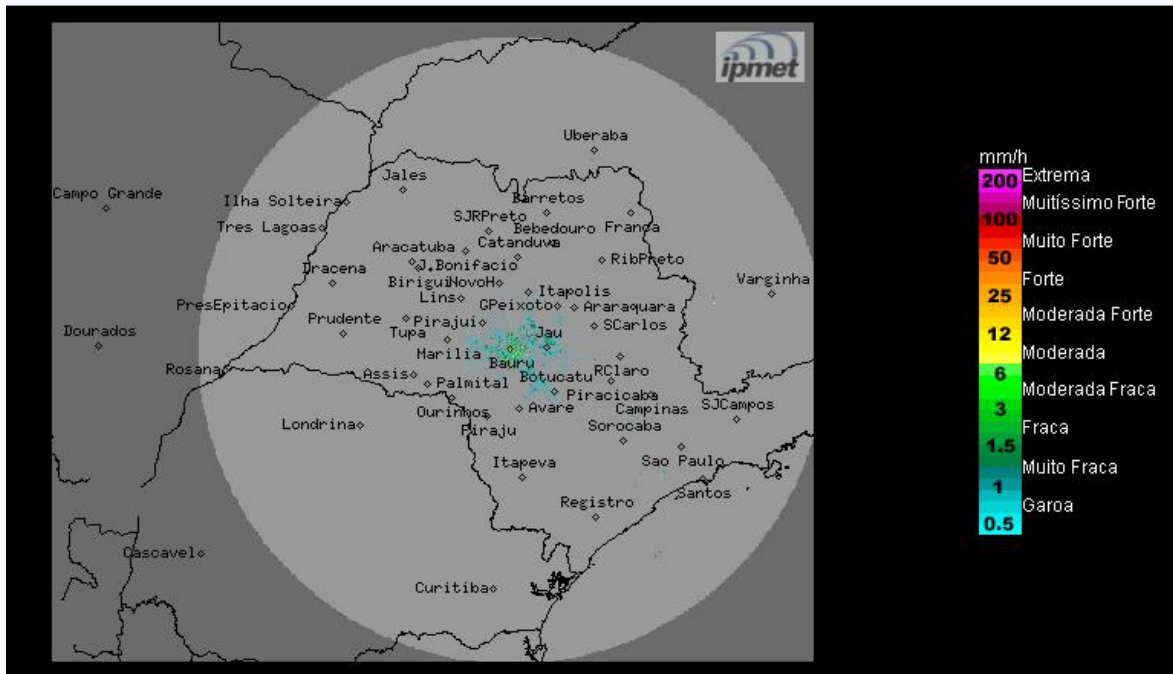 ipmet
Uberaba
Campo Grande
Jales
Ilha Solteira
Barretos
SJRPreto
Tres Lagoas
Bebedouro
Franca
Aracatuba
Catanduva
RibPreto
Dracena
J.Bonifacio
Varginha
Birigui
NovoH
Itapolis
Lins
PresEpitacio
GPeixoto
Araraquara
Dourados
Prudente
Pirajui
SCarlos
Tupa
Jau
Marilia
Bauru
Rosana
Assis
Botucatu
RClaro
Palmital
Piracicaba
Ourinhos
Avare
Campinas
SJCampos
Londrina
Piraju
Sorocaba
Itapeva
Sao Paulo
Santos
Registro
Cascavel
Curitiba
mm/h
200 Extrema
Muitíssimo Forte
100
Muito Forte
50
Forte
25
Moderada Forte
12
Moderada
6
Moderada Fraca
3
Fraca
1.5
Muito Fraca
1
Garoa
0.5